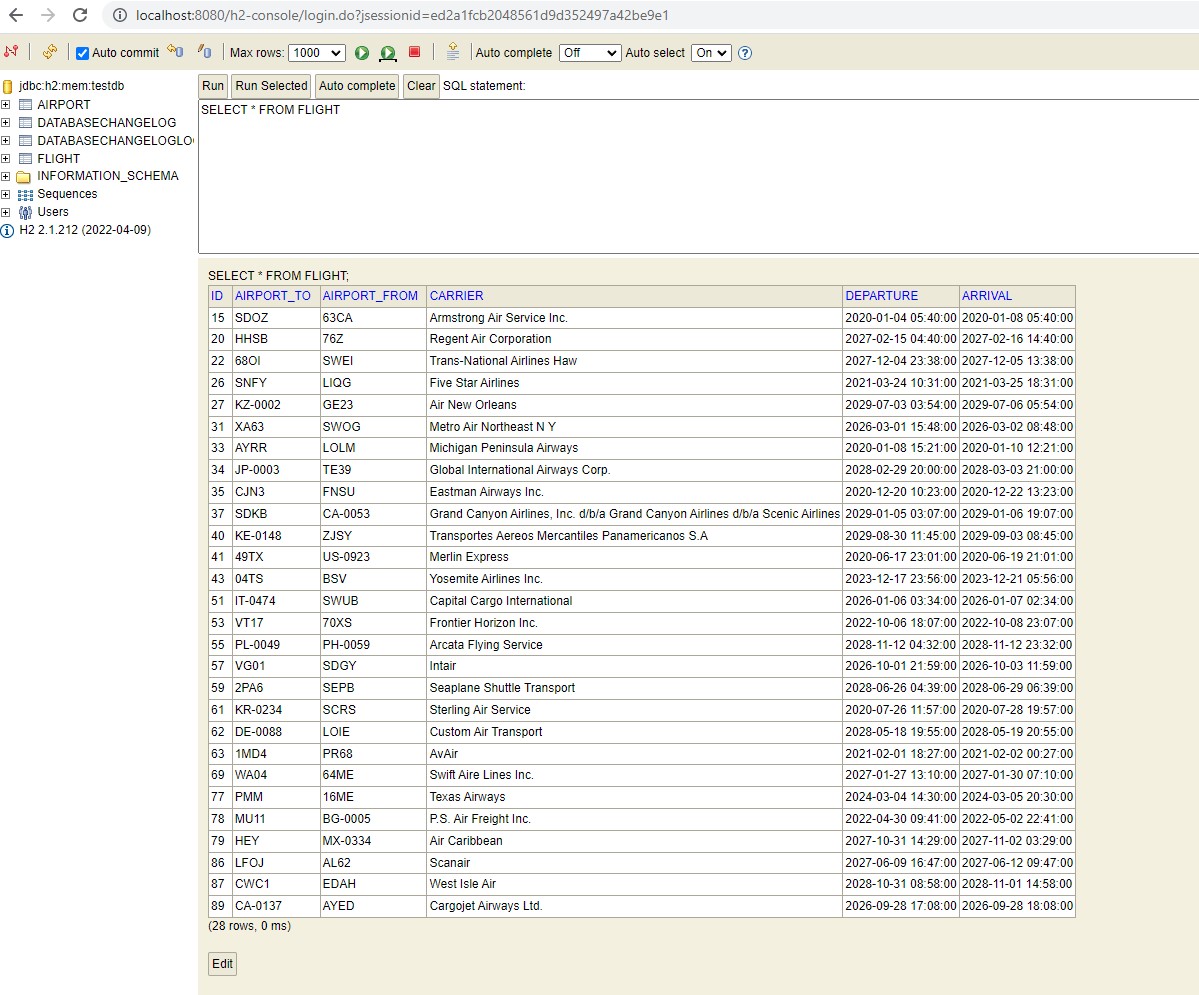 localhost:8080/h2-console/login.do?jsessionid=ed2a1fcb2048561d9d352497a42be9e1
Auto commit Max rows: 1000 Auto complete Off Auto select On
jdbc:h2:mem:testdb
AIRPORT
DATABASECHANGELOG
DATABASECHANGELOGLO
FLIGHT
INFORMATION_SCHEMA
Sequences
Users
H2 2.1.212 (2022-04-09)
Run Run Selected Auto complete Clear SQL statement:
SELECT * FROM FLIGHT
SELECT * FROM FLIGHT;
ID AIRPORT_TO AIRPORT_FROM CARRIER DEPARTURE ARRIVAL
15 SDOZ 63CA Armstrong Air Service Inc. 2020-01-04 05:40:00 2020-01-08 05:40:00
20 HHSB 76Z Regent Air Corporation 2027-02-15 04:40:00 2027-02-16 14:40:00
22 68OI SWEI Trans-National Airlines Haw 2027-12-04 23:38:00 2027-12-05 13:38:00
26 SNFY LIQG Five Star Airlines 2021-03-24 10:31:00 2021-03-25 18:31:00
27 KZ-0002 GE23 Air New Orleans 2029-07-03 03:54:00 2029-07-06 05:54:00
31 XA63 SWOG Metro Air Northeast N Y 2026-03-01 15:48:00 2026-03-02 08:48:00
33 AYRR LOLM Michigan Peninsula Airways 2020-01-08 15:21:00 2020-01-10 12:21:00
34 JP-0003 TE39 Global International Airways Corp. 2028-02-29 20:00:00 2028-03-03 21:00:00
35 CJN3 FNSU Eastman Airways Inc. 2020-12-20 10:23:00 2020-12-22 13:23:00
37 SDKB CA-0053 Grand Canyon Airlines, Inc. d/b/a Grand Canyon Airlines d/b/a Scenic Airlines 2029-01-05 03:07:00 2029-01-06 19:07:00
40 KE-0148 ZJSY Transportes Aereos Mercantiles Panamericanos S.A 2029-08-30 11:45:00 2029-09-03 08:45:00
41 49TX US-0923 Merlin Express 2020-06-17 23:01:00 2020-06-19 21:01:00
43 04TS BSV Yosemite Airlines Inc. 2023-12-17 23:56:00 2023-12-21 05:56:00
51 IT-0474 SWUB Capital Cargo International 2026-01-06 03:34:00 2026-01-07 02:34:00
53 VT17 70XS Frontier Horizon Inc. 2022-10-06 18:07:00 2022-10-08 23:07:00
55 PL-0049 PH-0059 Arcata Flying Service 2028-11-12 04:32:00 2028-11-12 23:32:00
57 VG01 SDGY Intair 2026-10-01 21:59:00 2026-10-03 11:59:00
59 2PA6 SEPB Seaplane Shuttle Transport 2028-06-26 04:39:00 2028-06-29 06:39:00
61 KR-0234 SCRS Sterling Air Service 2020-07-26 11:57:00 2020-07-28 19:57:00
62 DE-0088 LOIE Custom Air Transport 2028-05-18 19:55:00 2028-05-19 20:55:00
63 1MD4 PR68 AvAir 2021-02-01 18:27:00 2021-02-02 00:27:00
69 WA04 64ME Swift Aire Lines Inc. 2027-01-27 13:10:00 2027-01-30 07:10:00
77 PMM 16ME Texas Airways 2024-03-04 14:30:00 2024-03-05 20:30:00
78 MU11 BG-0005 P.S. Air Freight Inc. 2022-04-30 09:41:00 2022-05-02 22:41:00
79 HEY MX-0334 Air Caribbean 2027-10-31 14:29:00 2027-11-02 03:29:00
86 LFOJ AL62 Scanair 2027-06-09 16:47:00 2027-06-12 09:47:00
87 CWC1 EDAH West Isle Air 2028-10-31 08:58:00 2028-11-01 14:58:00
89 CA-0137 AYED Cargojet Airways Ltd. 2026-09-28 17:08:00 2026-09-28 18:08:00
(28 rows, 0 ms)
Edit